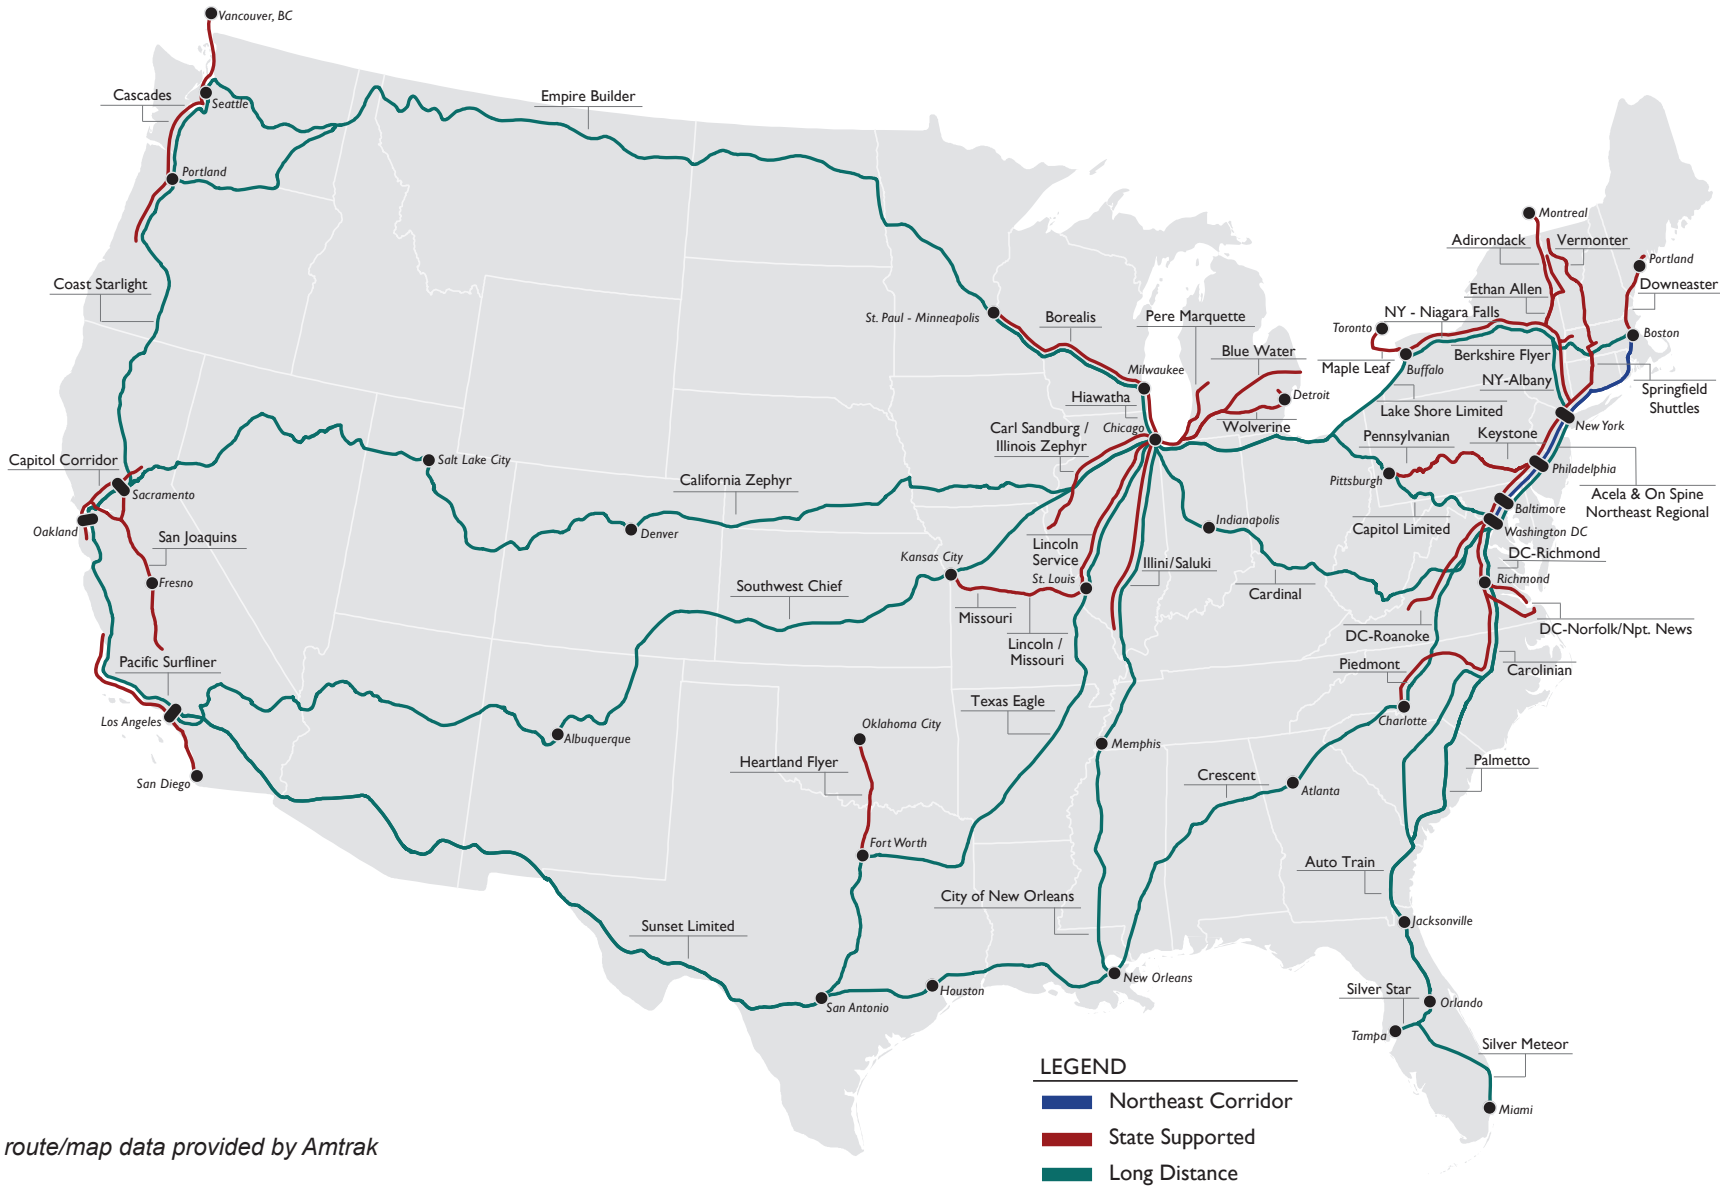 Vancouver, BC
Cascades
Seattle
Empire Builder
Portland
Coast Starlight
St. Paul - Minneapolis
Borealis
Pere Marquette
Blue Water
Milwaukee
Hiawatha
Detroit
Chicago
Wolverine
Carl Sandburg /
Illinois Zephyr
Montreal
Adirondack
Vermonter
Portland
Ethan Allen
Downeaster
NY - Niagara Falls
Toronto
Boston
Maple Leaf
Buffalo
Berkshire Flyer
NY-Albany
Springfield
Shuttles
Lake Shore Limited
New York
Pennsylvanian
Keystone
Philadelphia
Pittsburgh
Acela & On Spine
Northeast Regional
Baltimore
Capitol Limited
Washington DC
Capitol Corridor
Sacramento
Salt Lake City
California Zephyr
Oakland
San Joaquins
Denver
Fresno
Kansas City
Lincoln
Service
St. Louis
Illini/Saluki
Indianapolis
Cardinal
DC-Richmond
Richmond
DC-Norfolk/Npt. News
DC-Roanoke
Southwest Chief
Missouri
Lincoln /
Missouri
Piedmont
Carolinian
Charlotte
Pacific Surfliner
Los Angeles
San Diego
Albuquerque
Oklahoma City
Texas Eagle
Heartland Flyer
Memphis
Crescent
Atlanta
Palmetto
Fort Worth
Auto Train
City of New Orleans
Sunset Limited
Jacksonville
New Orleans
Houston
San Antonio
Silver Star
Orlando
Tampa
Silver Meteor
Miami
LEGEND
Northeast Corridor
State Supported
Long Distance
route/map data provided by Amtrak